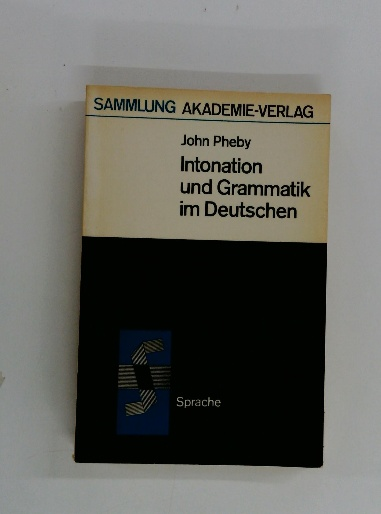 SAMMLUNG AKADEMIE-VERLAG
John Pheby
Intonation
und Grammatik
im Deutschen
Sprache